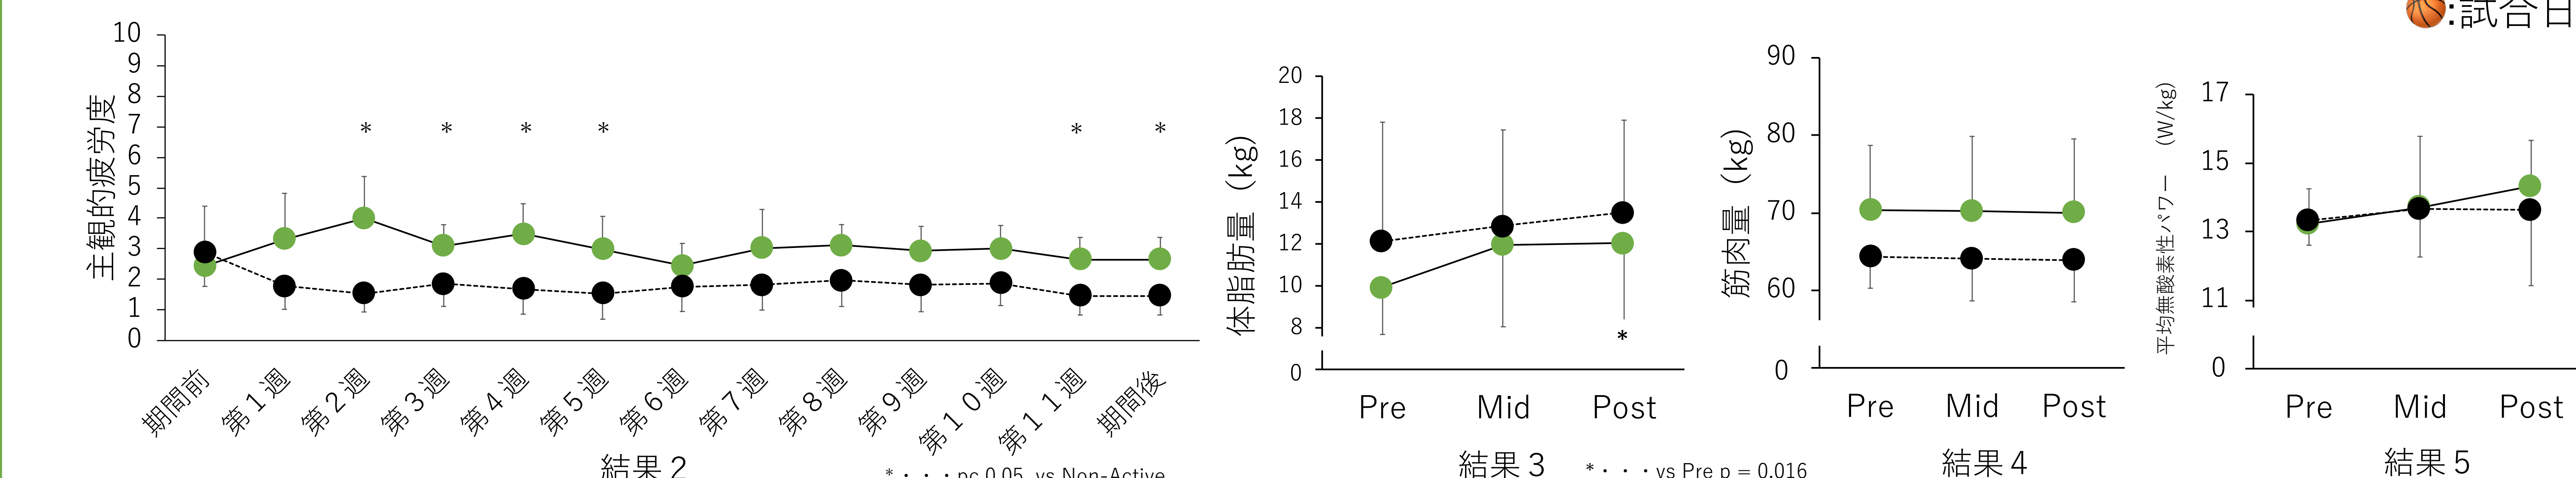 :試合日
主観的疲労度
10
9
8
7
6
5
4
3
2
1
0
* * * * * *
期間前 第1週 第2週 第3週 第4週 第5週 第6週 第7週 第8週 第9週 第10週 第11週 期間後
結果2
*・・・p< 0.05 vs Non-Active
体脂肪量（kg）
20
18
16
14
12
10
8
0
*
Pre Mid Post
結果3
*・・・vs Pre p = 0.016
筋肉量（kg）
90
80
70
60
0
Pre Mid Post
結果4
平均無酸素性パワー （W/kg）
17
15
13
11
0
Pre Mid Post
結果5